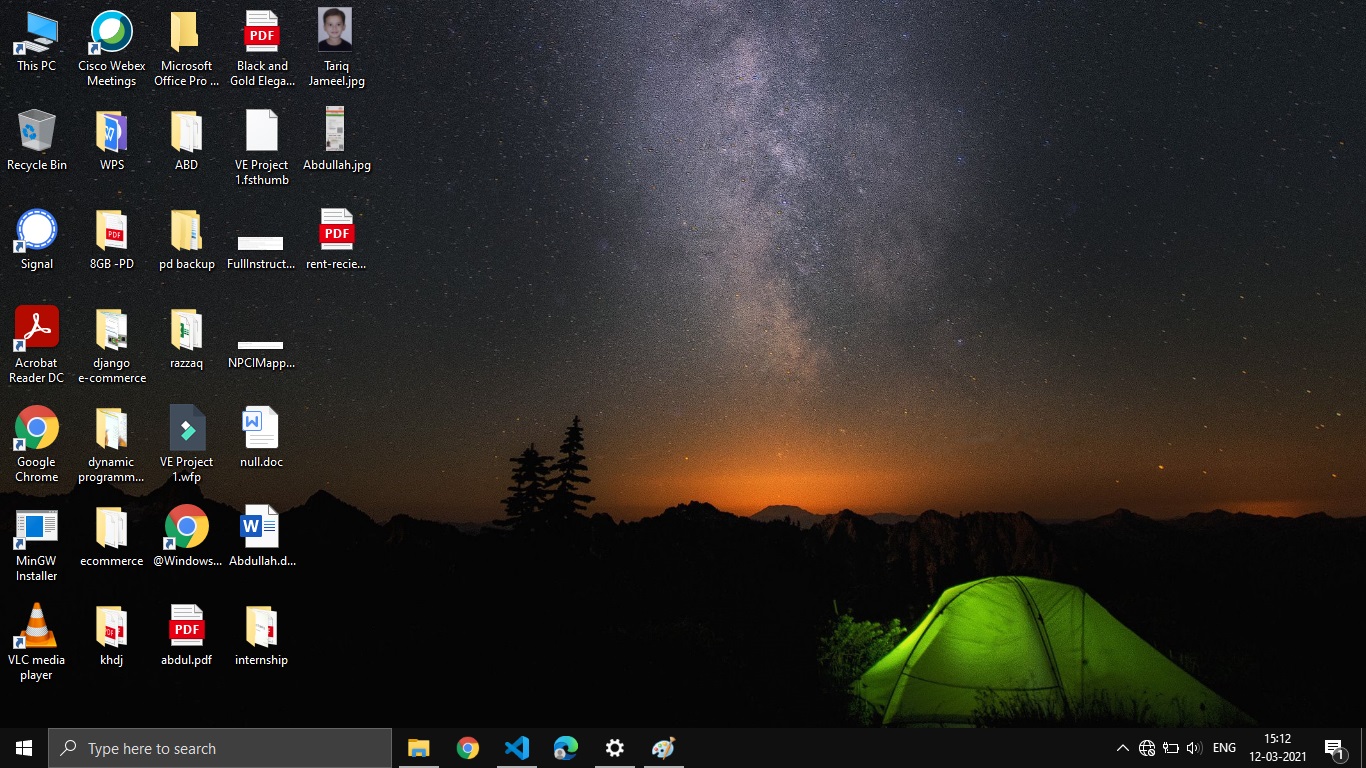 This PC
Cisco Webex
Meetings
Microsoft
Office Pro ...
Black and
Gold Elega...
Tariq
Jameel.jpg
Recycle Bin
WPS
ABD
VE Project
1.fsthumb
Abdullah.jpg
Signal
8GB -PD
pd backup
FullInstruct...
rent-recie...
Acrobat
Reader DC
django
e-commerce
razzaq
NPCIMapp...
Google
Chrome
dynamic
programm...
VE Project
1.wfp
null.doc
MinGW
Installer
ecommerce
@Windows...
Abdullah.d...
VLC media
player
khdj
abdul.pdf
internship
PDF
PDF
PDF
PDF
Type here to search
ENG
15:12
12-03-2021
1